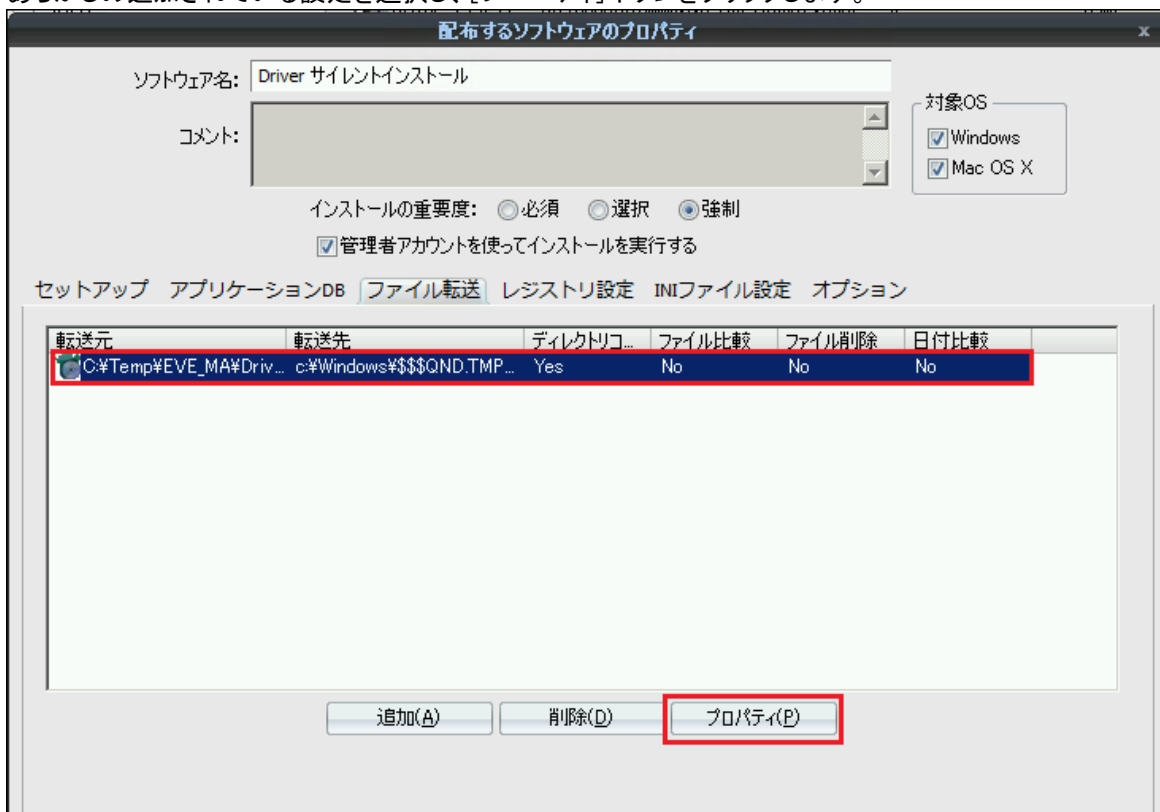 配布するソフトウェアのプロパティ x
ソフトウェア名: Driver サイレントインストール
コメント:
対象OS
Windows
Mac OS X
インストールの重要度: 必須 選択 強制
管理者アカウントを使ってインストールを実行する
セットアップ アプリケーションDB ファイル転送 レジストリ設定 INIファイル設定 オプション
転送元 転送先 ディレクトリコ... ファイル比較 ファイル削除 日付比較
C:¥Temp¥EVE_MA¥Driv... c:¥Windows¥$$$QND.TMP... Yes No No No
追加(A) 削除(D) プロパティ(P)